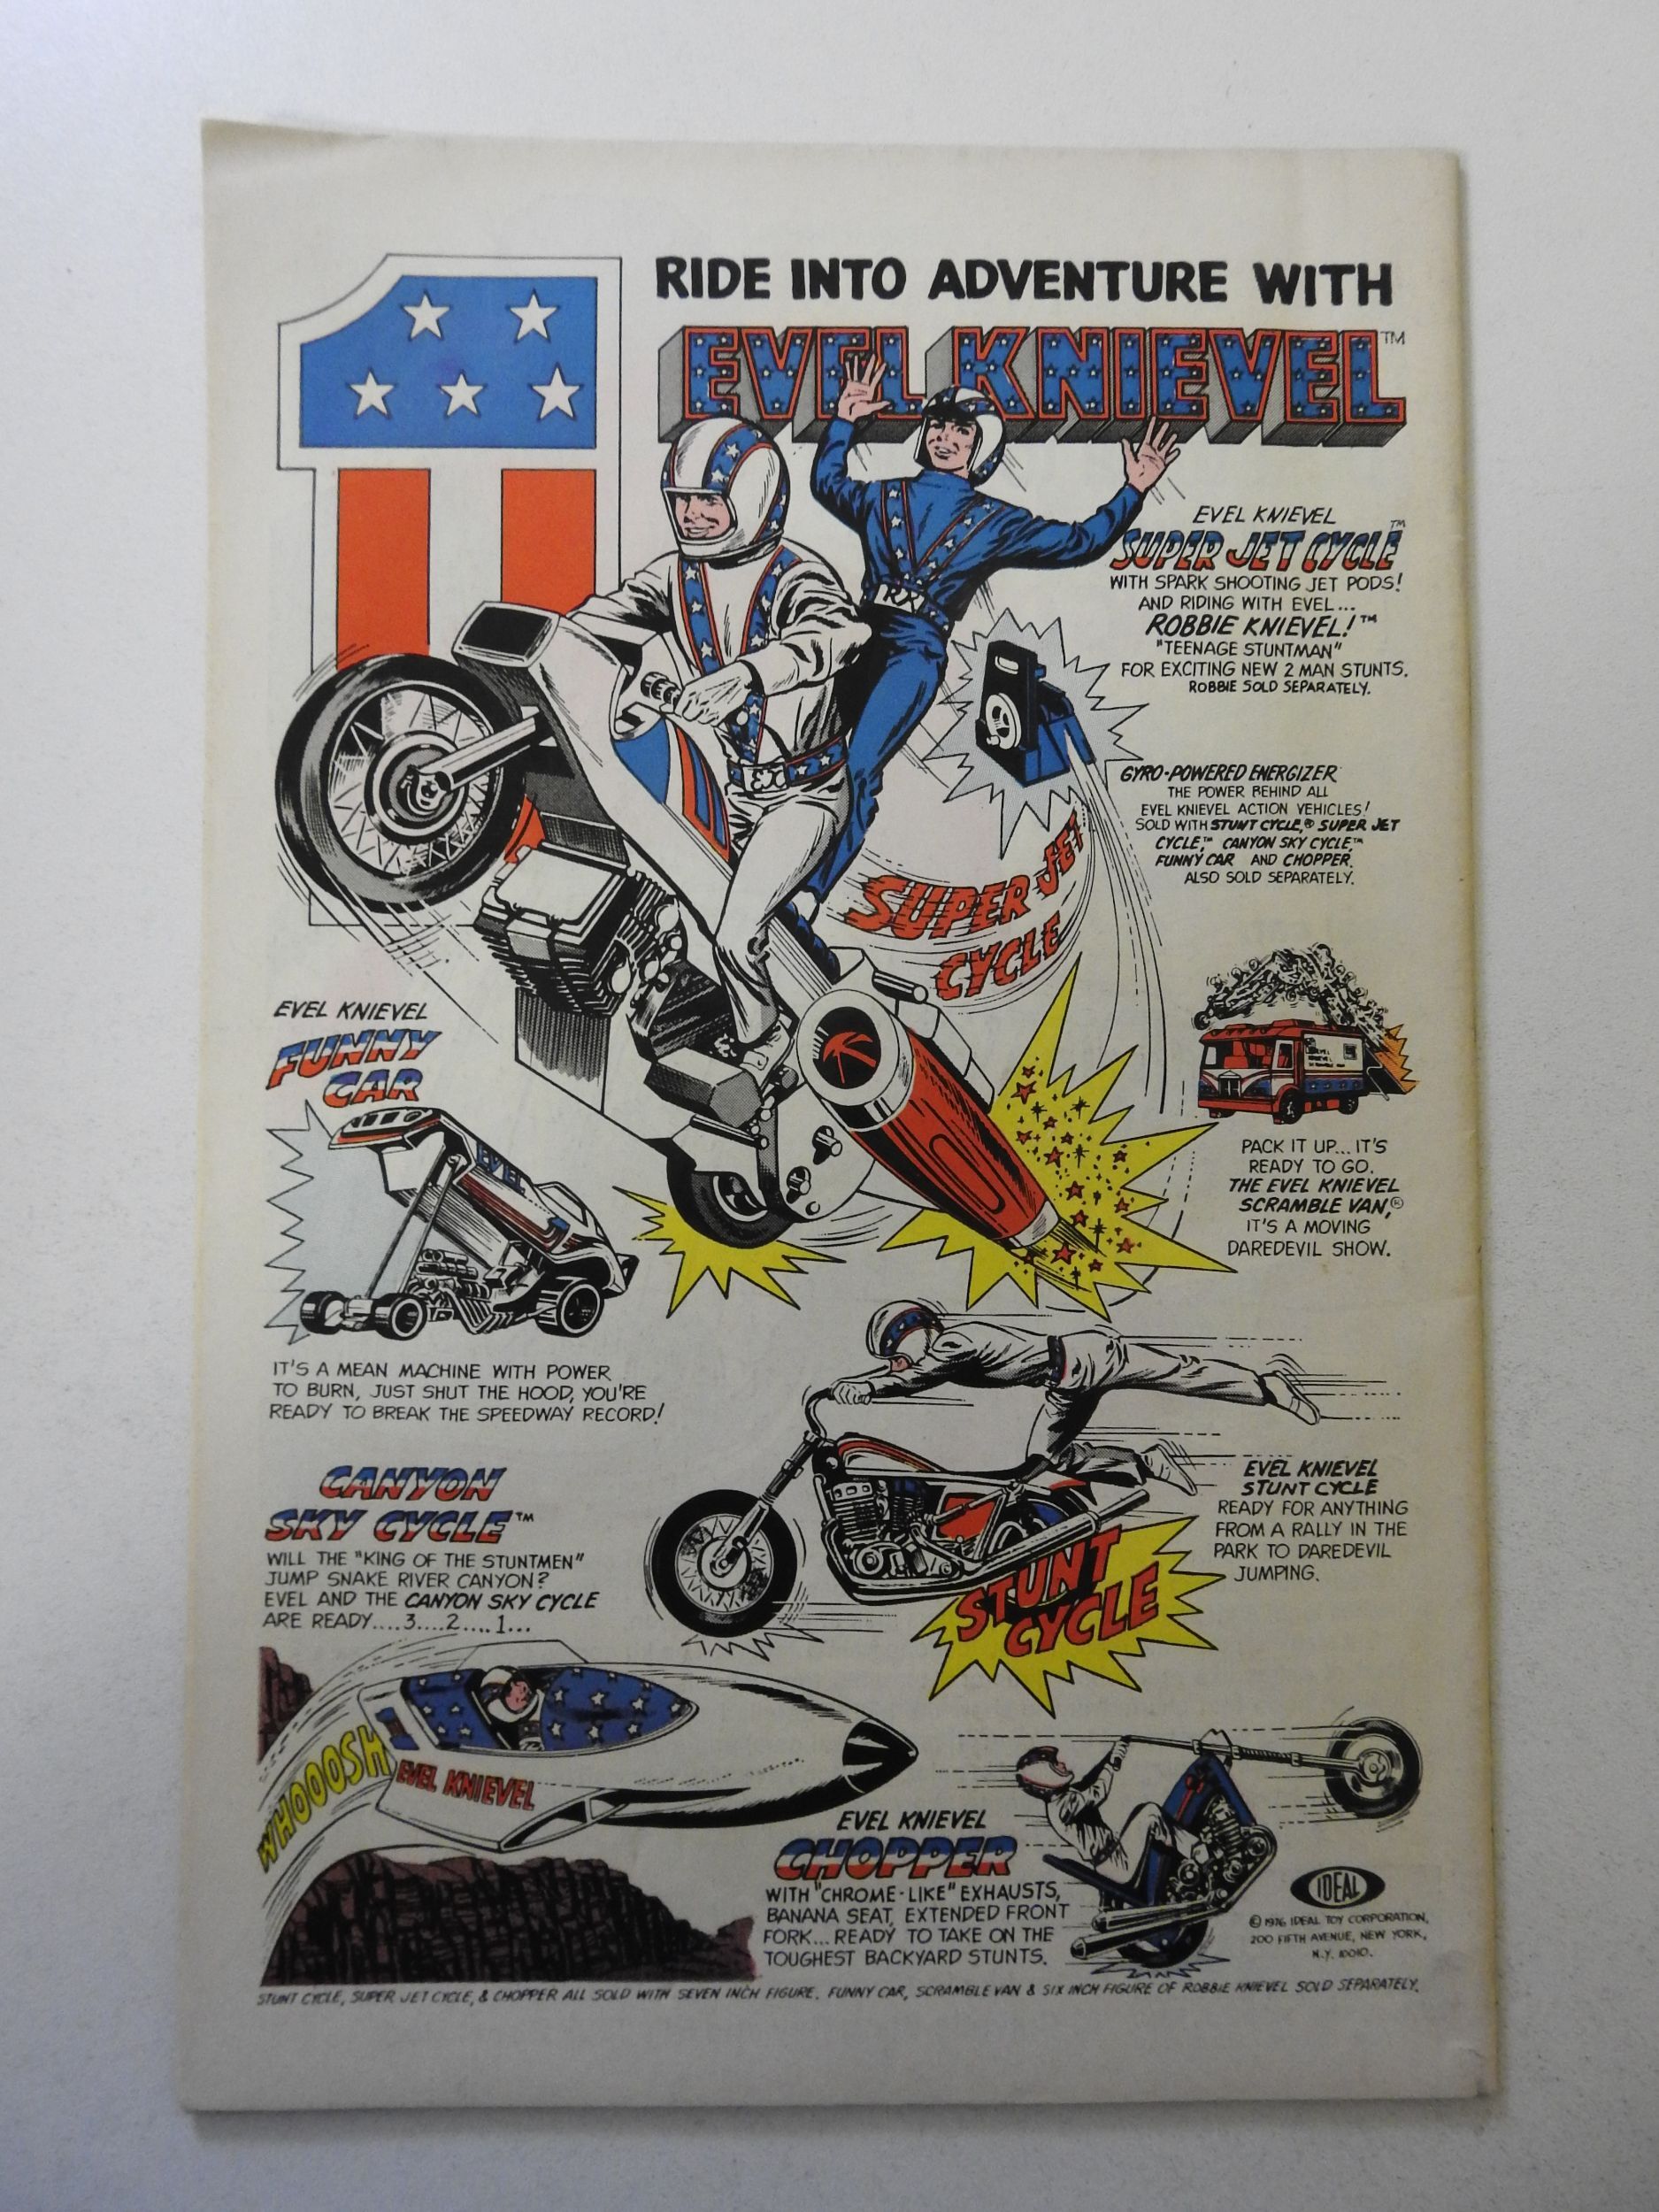 RIDE INTO ADVENTURE WITH
EVEL KNIEVEL™
EVEL KNIEVEL
SUPER JET CYCLE™
WITH SPARK SHOOTING JET PODS!
AND RIDING WITH EVEL...
ROBBIE KNIEVEL!™
"TEENAGE STUNTMAN"
FOR EXCITING NEW 2 MAN STUNTS.
ROBBIE SOLD SEPARATELY.
GYRO-POWERED ENERGIZER
THE POWER BEHIND ALL
EVEL KNIEVEL ACTION VEHICLES!
SOLD WITH STUNT CYCLE,® SUPER JET
CYCLE,™ CANYON SKY CYCLE,™
FUNNY CAR AND CHOPPER.
ALSO SOLD SEPARATELY.
SUPER JET
CYCLE
EVEL KNIEVEL
FUNNY
CAR
EVEL
1
IT'S A MEAN MACHINE WITH POWER
TO BURN, JUST SHUT THE HOOD, YOU'RE
READY TO BREAK THE SPEEDWAY RECORD!
PACK IT UP...IT'S
READY TO GO.
THE EVEL KNIEVEL
SCRAMBLE VAN,®
IT'S A MOVING
DAREDEVIL SHOW.
EVEL KNIEVEL
STUNT CYCLE
READY FOR ANYTHING
FROM A RALLY IN THE
PARK TO DAREDEVIL
JUMPING.
STUNT
CYCLE
CANYON
SKY CYCLE™
WILL THE "KING OF THE STUNTMEN"
JUMP SNAKE RIVER CANYON?
EVEL AND THE CANYON SKY CYCLE
ARE READY....3....2....1...
WHOOOSH
EVEL KNIEVEL
EVEL KNIEVEL
CHOPPER
WITH "CHROME-LIKE" EXHAUSTS,
BANANA SEAT, EXTENDED FRONT
FORK...READY TO TAKE ON THE
TOUGHEST BACKYARD STUNTS.
IDEAL
© 1976 IDEAL TOY CORPORATION,
200 FIFTH AVENUE, NEW YORK,
N.Y. 10010.
STUNT CYCLE, SUPER JET CYCLE, & CHOPPER ALL SOLD WITH SEVEN INCH FIGURE. FUNNY CAR, SCRAMBLE VAN & SIX INCH FIGURE OF ROBBIE KNIEVEL SOLD SEPARATELY.